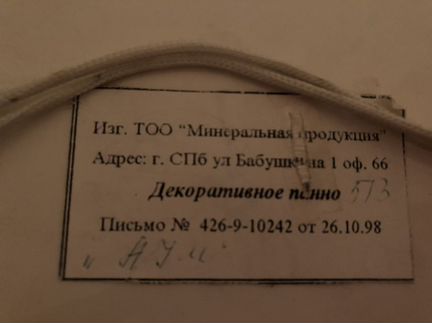 Изг. ТОО "Минеральная продукция"
Адрес: г. СПб ул Бабушкина 1 оф. 66
Декоративное панно 573
Письмо № 426-9-10242 от 26.10.98